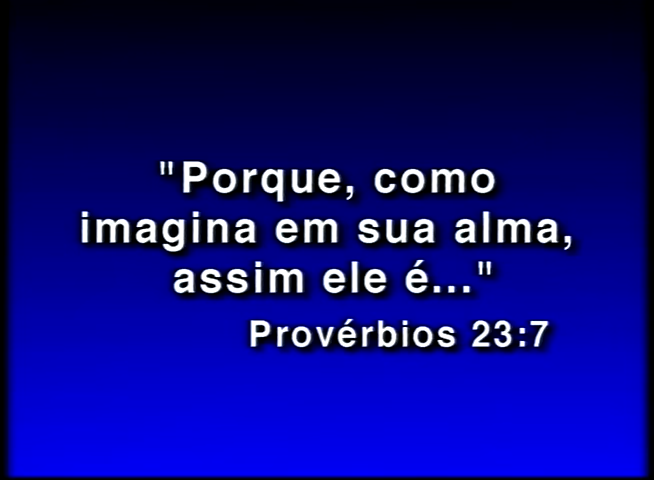 "Porque, como
imagina em sua alma,
assim ele é..."
Provérbios 23:7